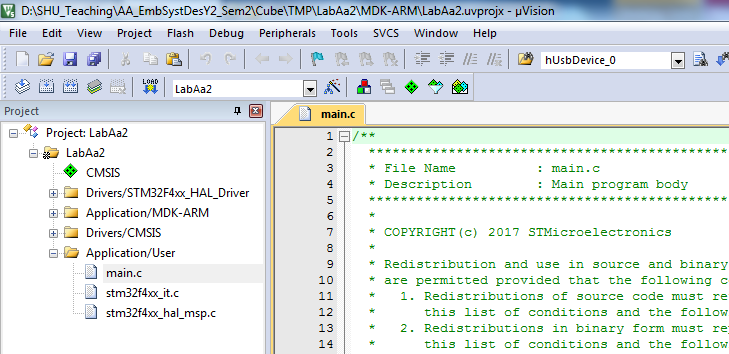 D:\SHU_Teaching\AA_EmbSystDesY2_Sem2\Cube\TMP\LabAa2\MDK-ARM\LabAa2.uvprojx - µVision
File Edit View Project Flash Debug Peripherals Tools SVCS Window Help
hUsbDevice_0
LOAD
LabAa2
Project
main.c
Project: LabAa2
LabAa2
CMSIS
Drivers/STM32F4xx_HAL_Driver
Application/MDK-ARM
Drivers/CMSIS
Application/User
main.c
stm32f4xx_it.c
stm32f4xx_hal_msp.c
1 /**
2 *********************************************
3 * File Name : main.c
4 * Description : Main program body
5 *********************************************
6 *
7 * COPYRIGHT(c) 2017 STMicroelectronics
8 *
9 * Redistribution and use in source and binary
10 * are permitted provided that the following co
11 * 1. Redistributions of source code must re
12 this list of conditions and the follow
13 * 2. Redistributions in binary form must rep
14 * this list of conditions and the follow